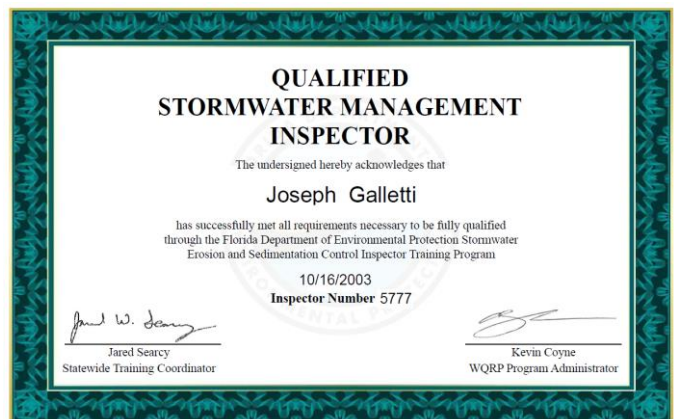 QUALIFIED
STORMWATER MANAGEMENT
INSPECTOR
The undersigned hereby acknowledges that
Joseph Galletti
has successfully met all requirements necessary to be fully qualified
through the Florida Department of Environmental Protection Stormwater
Erosion and Sedimentation Control Inspector Training Program
10/16/2003
Inspector Number 5777
Jared W. Searcy
Jared Searcy
Statewide Training Coordinator
Kevin Coyne
WQRP Program Administrator